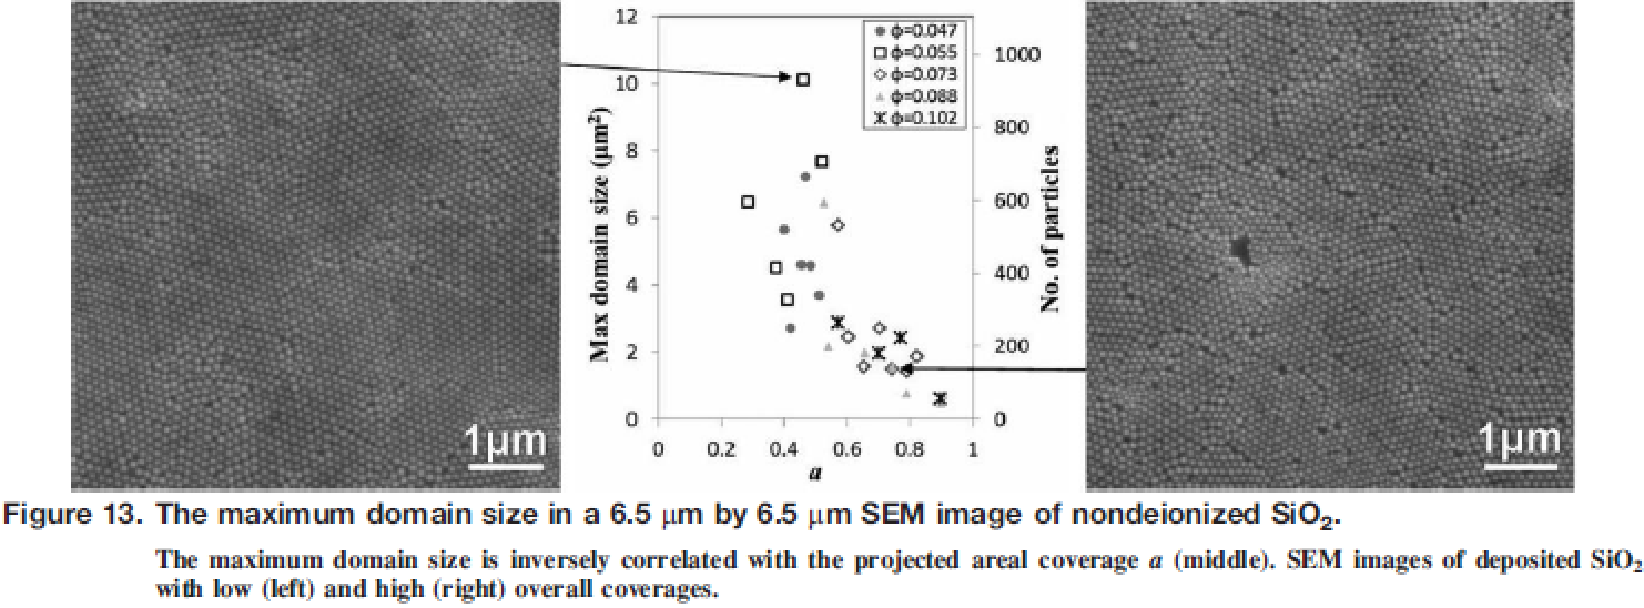 1µm
12
10
8
6
4
2
0
Max domain size (µm²)
ϕ=0.047
ϕ=0.055
ϕ=0.073
ϕ=0.088
ϕ=0.102
1000
800
600
400
200
0
No. of particles
0 0.2 0.4 0.6 0.8 1
a
1µm
Figure 13. The maximum domain size in a 6.5 µm by 6.5 µm SEM image of nondeionized SiO₂.
The maximum domain size is inversely correlated with the projected areal coverage a (middle). SEM images of deposited SiO₂
with low (left) and high (right) overall coverages.